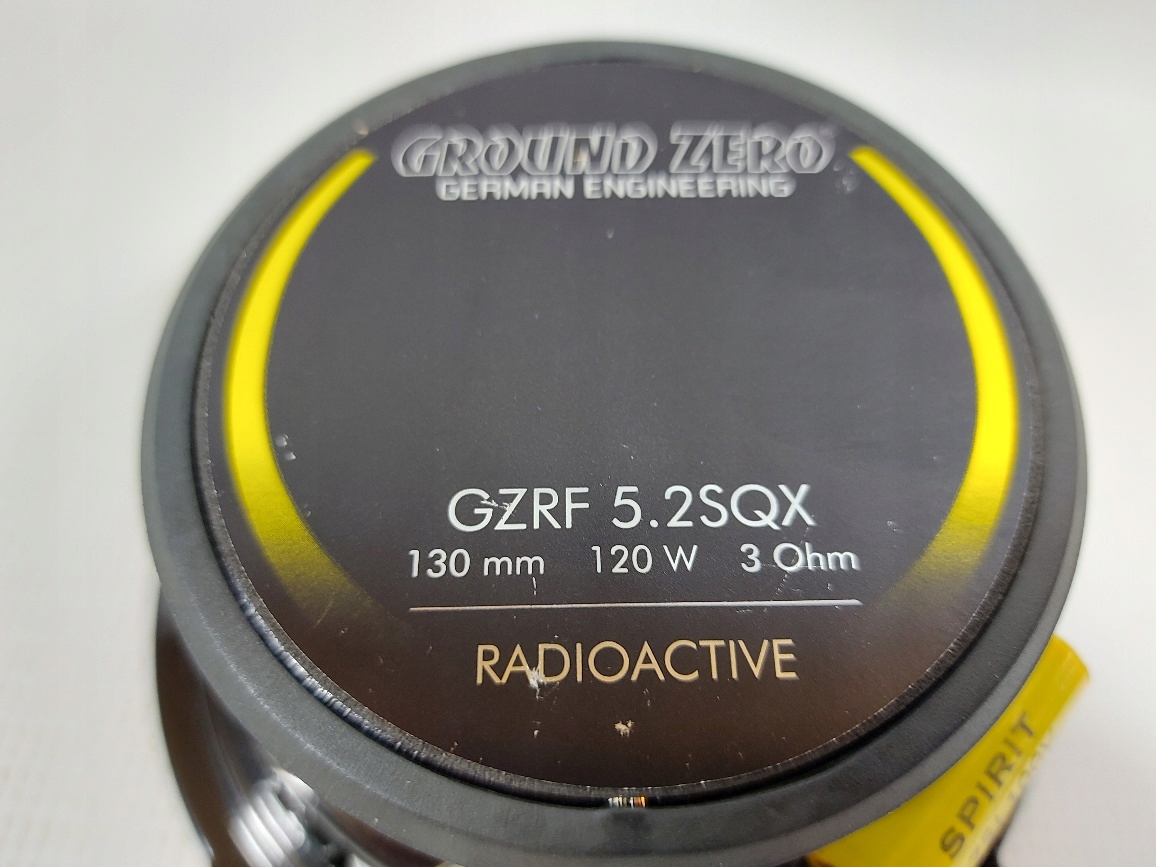 GROUND ZERO
GERMAN ENGINEERING
GZRF 5.2SQX
130 mm 120 W 3 Ohm
RADIOACTIVE
SPIRIT